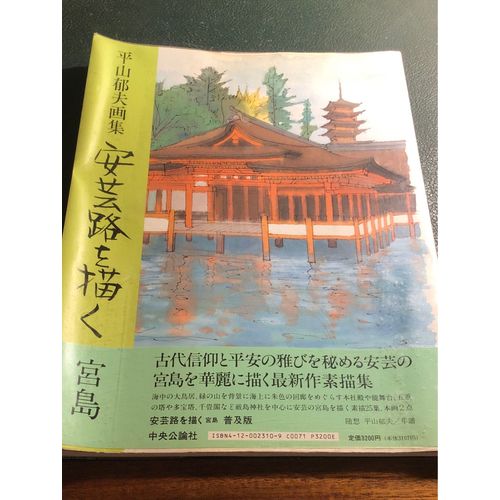 平山郁夫画集
安芸路を描く
宮島
古代信仰と平安の雅びを秘める安芸の
宮島を華麗に描く最新作素描集
海中の大鳥居、緑の山を背景に海上に朱色の回廊をめぐらす本社殿や能舞台、五重
の塔や多宝塔、千畳閣など厳島神社を中心に安芸の宮島を描く素描25葉、本画2点
安芸路を描く 宮島 普及版
随想 平山郁夫/年譜
中央公論社
ISBN4-12-002310-9 C0071 P3200E
定価3200円(本体3107円)